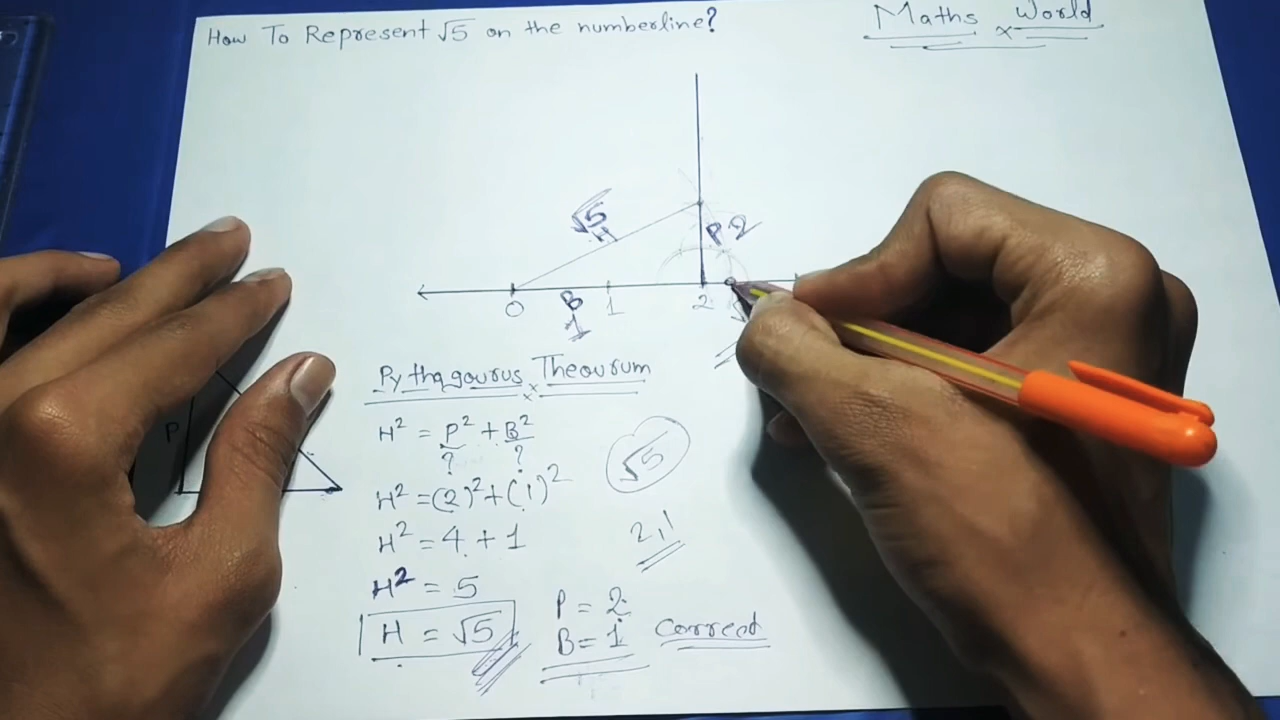 How To Represent √5 on the numberline?
Maths × World
√5
H
P 2
0
B
1
1
2
Pythagourus × Theourum
H² = P² + B²
? ?
H² = (2)² + (1)²
H² = 4 + 1
H² = 5
H = √5
√5
2,1
P = 2
B = 1
Correct
P